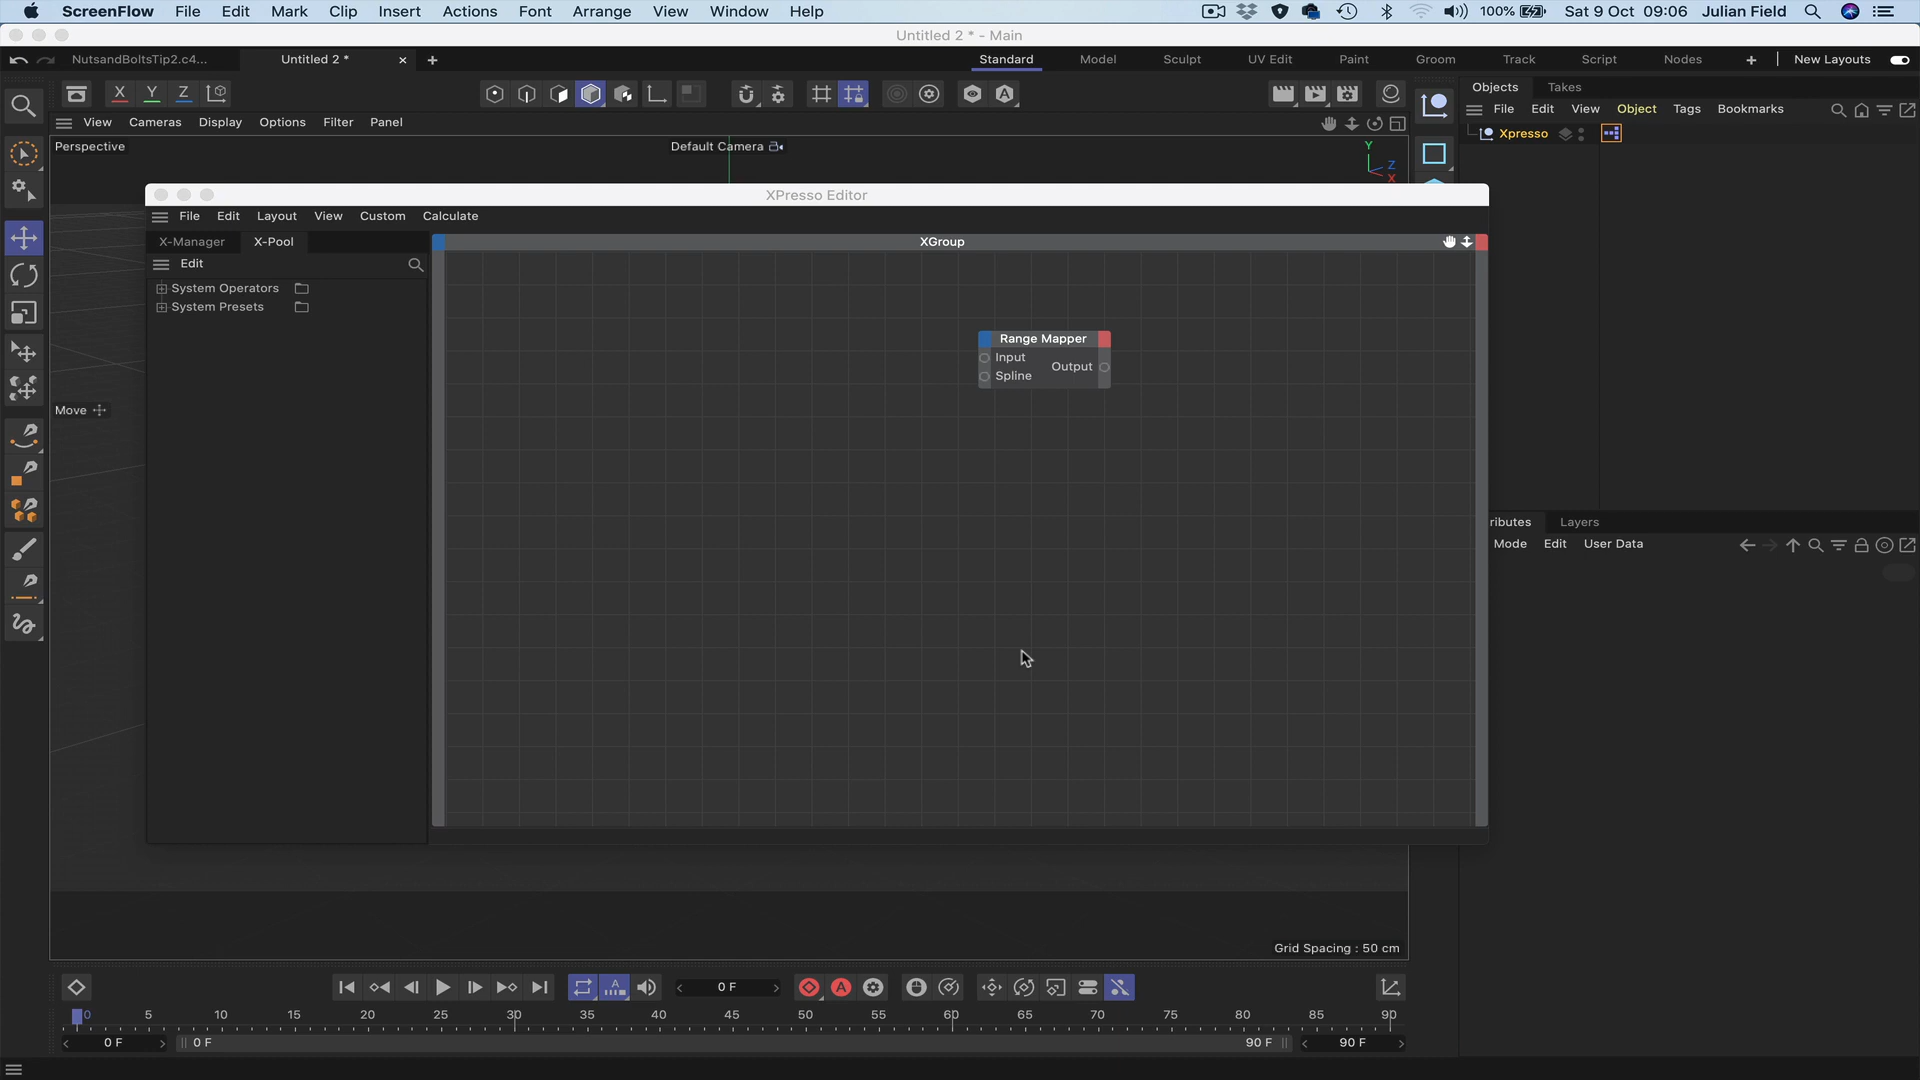 ScreenFlow File Edit Mark Clip Insert Actions Font Arrange View Window Help 100% Sat 9 Oct 09:06 Julian Field
Untitled 2 * - Main
NutsandBoltsTip2.c4... Untitled 2 * × + Standard Model Sculpt UV Edit Paint Groom Track Script Nodes + New Layouts
X Y Z
Objects Takes
File Edit View Object Tags Bookmarks
View Cameras Display Options Filter Panel
Xpresso
Perspective Default Camera
Y
Z
X
XPresso Editor
File Edit Layout View Custom Calculate
X-Manager X-Pool XGroup
Edit
System Operators
System Presets
Range Mapper
Input
Output
Spline
Move
ributes Layers
Mode Edit User Data
Grid Spacing : 50 cm
0 F
0 5 10 15 20 25 30 35 40 45 50 55 60 65 70 75 80 85 90
0 F 0 F 90 F 90 F